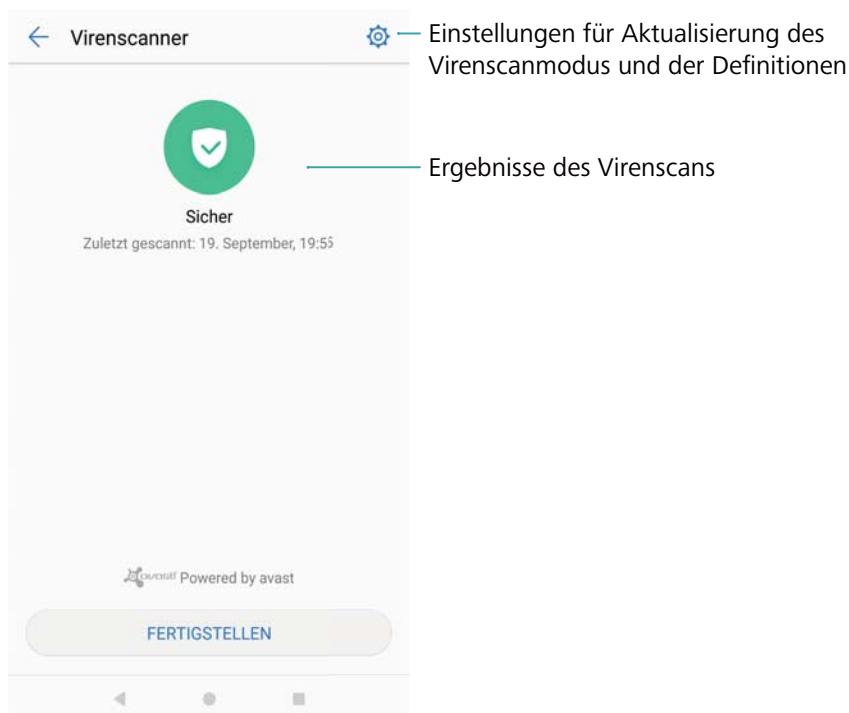 Virenscanner
Einstellungen für Aktualisierung des
Virenscanmodus und der Definitionen
Ergebnisse des Virenscans
Sicher
Zuletzt gescannt: 19. September, 19:55
avast! Powered by avast
FERTIGSTELLEN